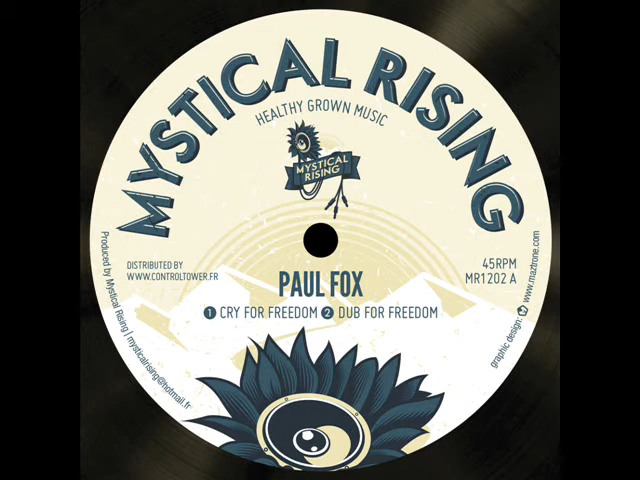 MYSTICAL RISING
HEALTHY GROWN MUSIC
MYSTICAL
RISING
DISTRIBUTED BY
WWW.CONTROLTOWER.FR
45RPM
MR1202 A
PAUL FOX
1 CRY FOR FREEDOM 2 DUB FOR FREEDOM
Produced by Mystical Rising | mysticalrising@hotmail.fr
graphic design: www.maztrone.com